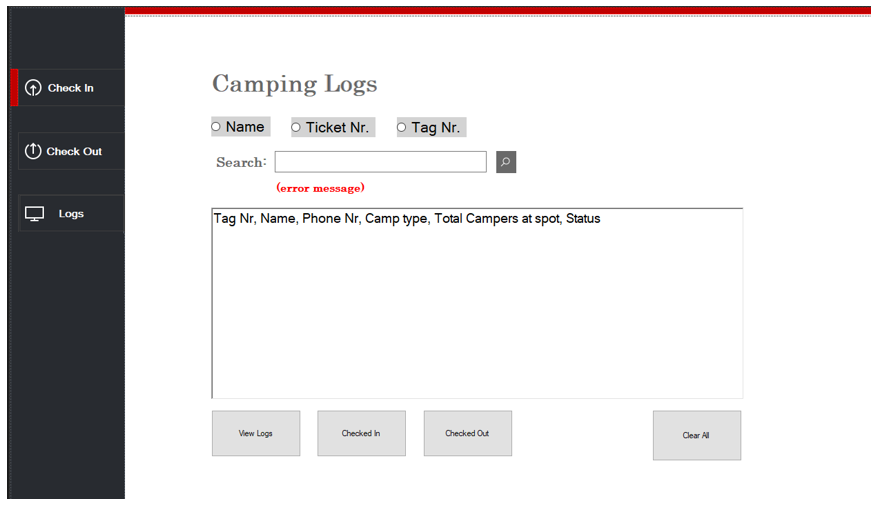 Check In
Check Out
Logs
Camping Logs
Name Ticket Nr. Tag Nr.
Search:
(error message)
Tag Nr, Name, Phone Nr, Camp type, Total Campers at spot, Status
View Logs Checked In Checked Out Clear All